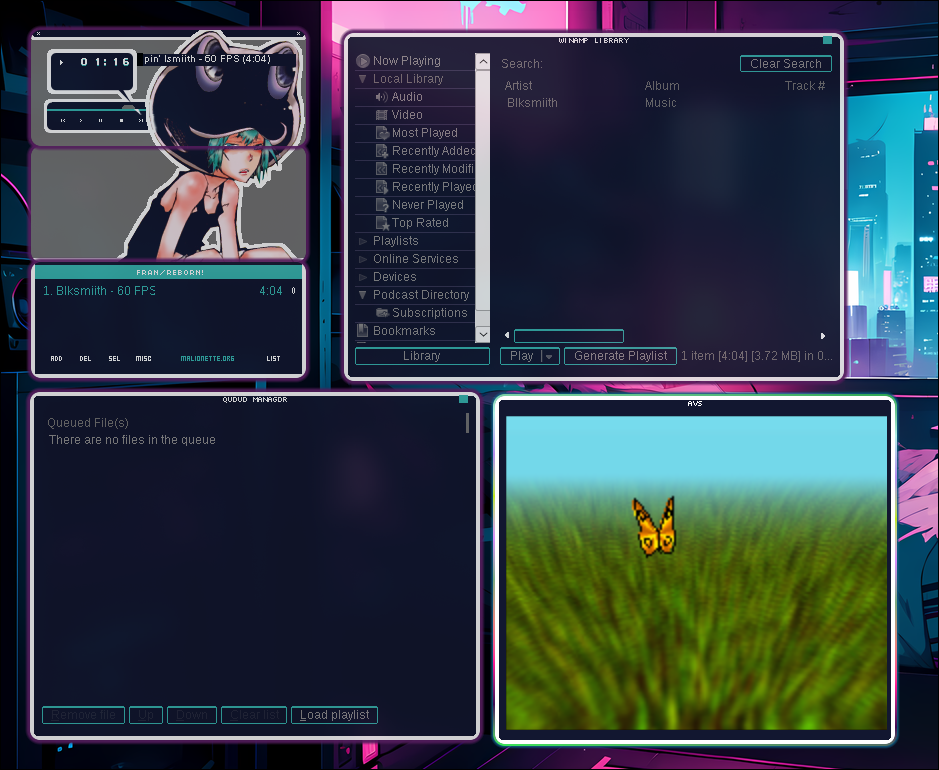 01:16
pin' Ismiith - 60 FPS (4:04)
FRAN/REBORN!
1. Blksmiith - 60 FPS 4:04
ADD DEL SEL MISC MALIONETTE.ORG LIST
WINAMP LIBRARY
Now Playing
Local Library
Audio
Video
Most Played
Recently Added
Recently Modifi
Recently Played
Never Played
Top Rated
Playlists
Online Services
Devices
Podcast Directory
Subscriptions
Bookmarks
Library
Search: Clear Search
Artist Album Track #
Blksmiith Music
Play Generate Playlist 1 item [4:04] [3.72 MB] in 0...
QUDUD MANAGDR
Queued File(s)
There are no files in the queue
Remove file Up Down Clear list Load playlist
AVS